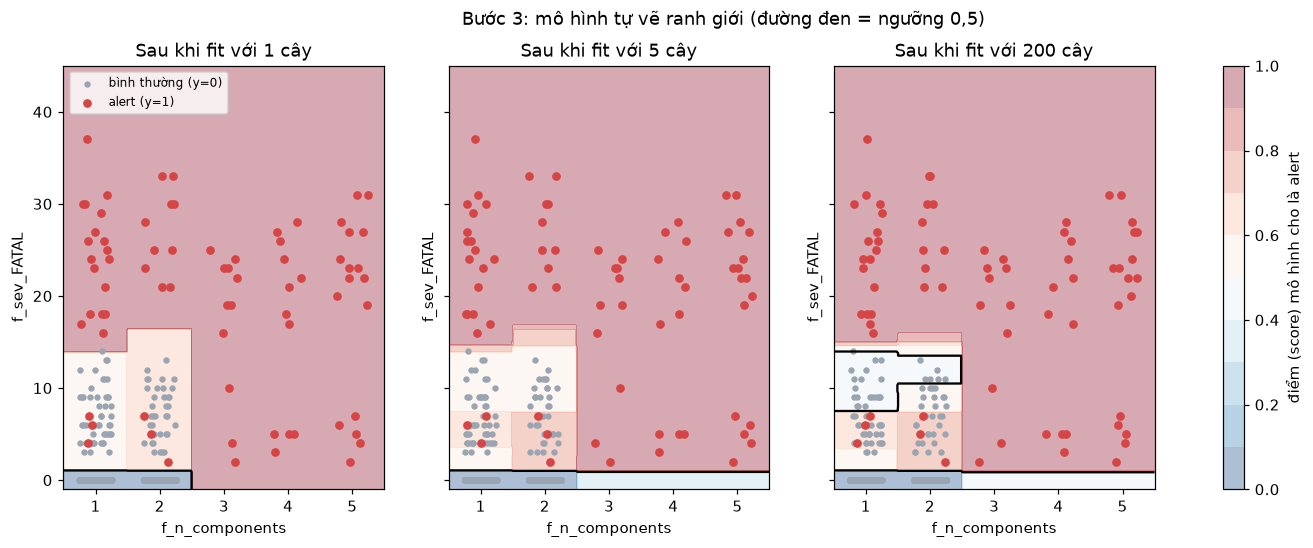 Bước 3: mô hình tự vẽ ranh giới (đường đen = ngưỡng 0,5)
Sau khi fit với 1 cây
Sau khi fit với 5 cây
Sau khi fit với 200 cây
bình thường (y=0)
alert (y=1)
f_sev_FATAL
40
30
20
10
0
1 2 3 4 5
f_n_components
f_sev_FATAL
1 2 3 4 5
f_n_components
f_sev_FATAL
1 2 3 4 5
f_n_components
1.0
0.8
0.6
0.4
0.2
0.0
điểm (score) mô hình cho là alert